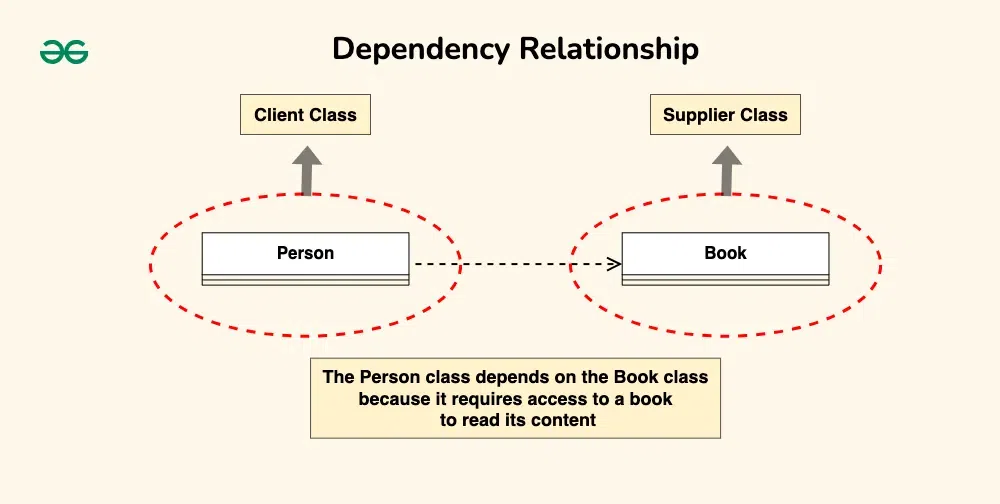 Dependency Relationship
Client Class
Supplier Class
Person
Book
The Person class depends on the Book class
because it requires access to a book
to read its content